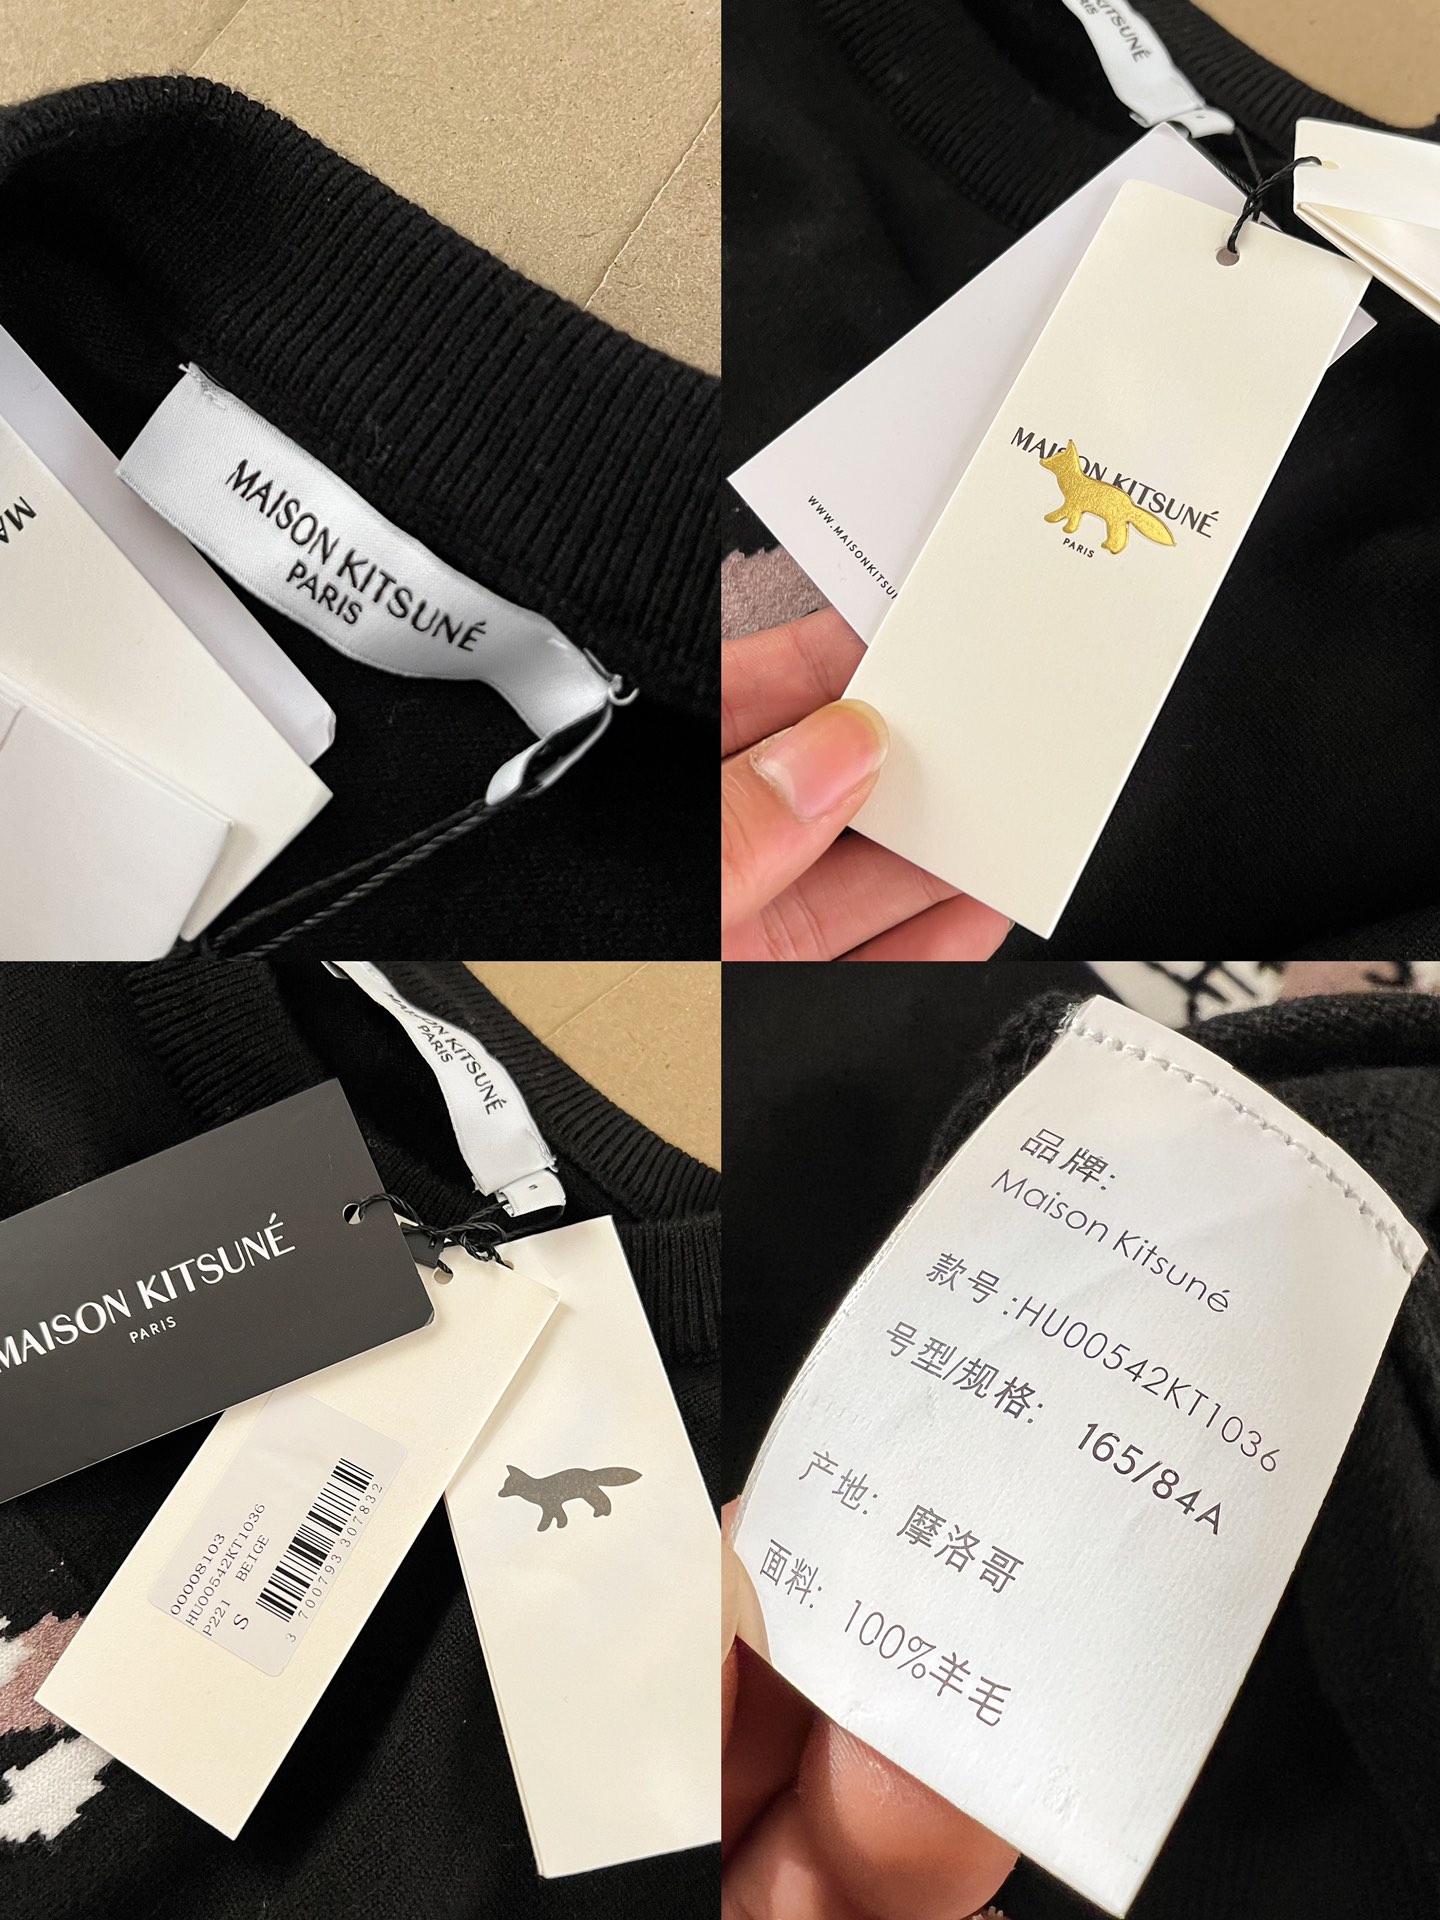 MAISON KITSUNÉ
PARIS
MA
KITSUNÉ
MAISON KITSUNÉ
PARIS
WWW.MAISONKITSU
MAISON KITSUNÉ
PARIS
MAISON KITSUNÉ
PARIS
00008103
HU00542KT1036
P221 BEIGE
S
3 700793 307832
品牌:
Maison Kitsuné
款号:HU00542KT1036
号型/规格: 165/84A
产地: 摩洛哥
面料: 100%羊毛